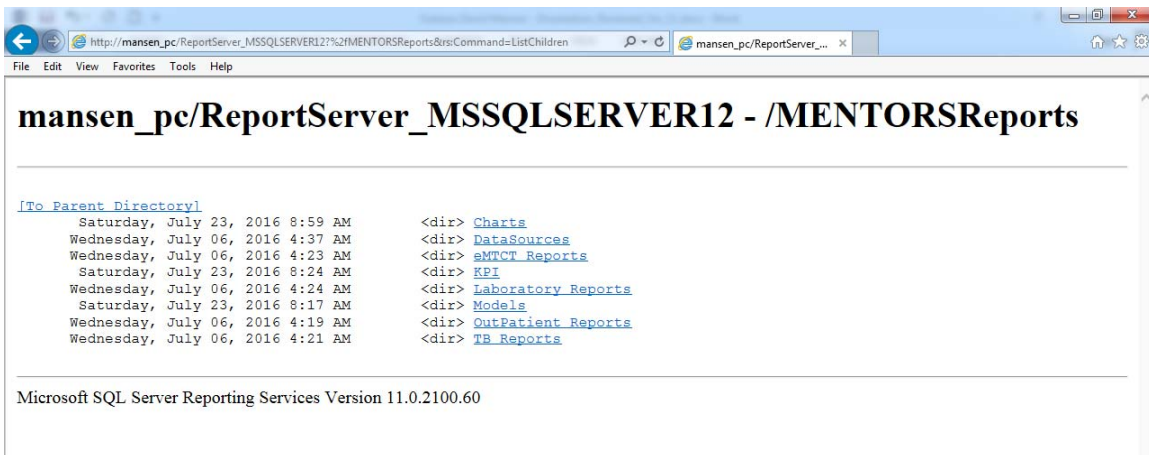 http://mansen_pc/ReportServer_MSSQLSERVER12?%2fMENTORSReports&rs:Command=ListChildren
mansen_pc/ReportServer_...
File Edit View Favorites Tools Help
mansen_pc/ReportServer_MSSQLSERVER12 - /MENTORSReports
[To Parent Directory]
Saturday, July 23, 2016 8:59 AM <dir> Charts
Wednesday, July 06, 2016 4:37 AM <dir> DataSources
Wednesday, July 06, 2016 4:23 AM <dir> eMTCT Reports
Saturday, July 23, 2016 8:24 AM <dir> KPI
Wednesday, July 06, 2016 4:24 AM <dir> Laboratory Reports
Saturday, July 23, 2016 8:17 AM <dir> Models
Wednesday, July 06, 2016 4:19 AM <dir> OutPatient Reports
Wednesday, July 06, 2016 4:21 AM <dir> TB Reports
Microsoft SQL Server Reporting Services Version 11.0.2100.60